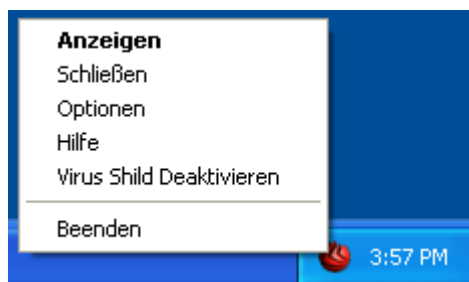 Anzeigen
Schließen
Optionen
Hilfe
Virus Shild Deaktivieren
Beenden
3:57 PM